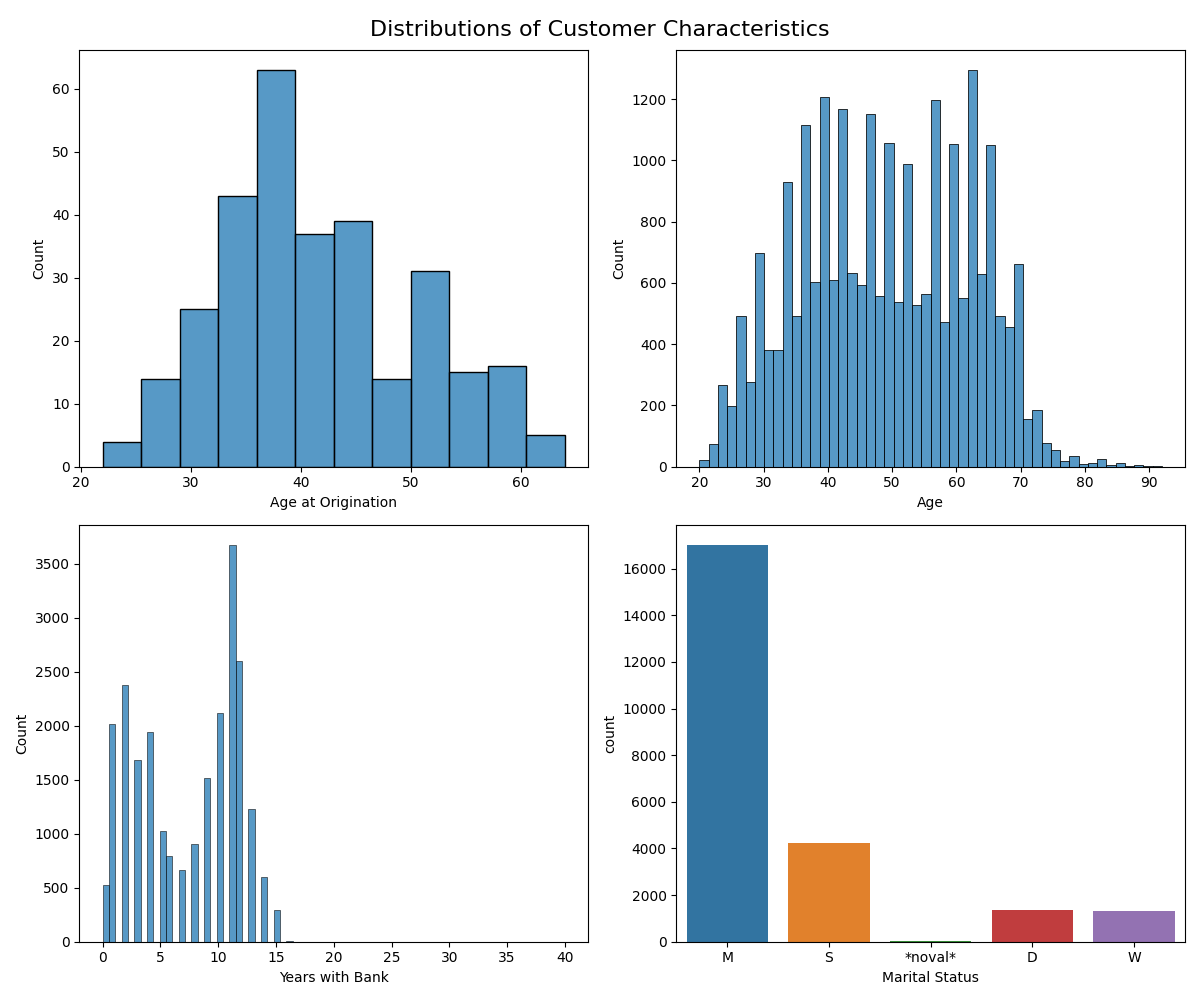 Distributions of Customer Characteristics
Count
60
50
40
30
20
10
0
20 30 40 50 60
Age at Origination
Count
1200
1000
800
600
400
200
0
20 30 40 50 60 70 80 90
Age
Count
3500
3000
2500
2000
1500
1000
500
0
0 5 10 15 20 25 30 35 40
Years with Bank
count
16000
14000
12000
10000
8000
6000
4000
2000
0
M S *noval* D W
Marital Status